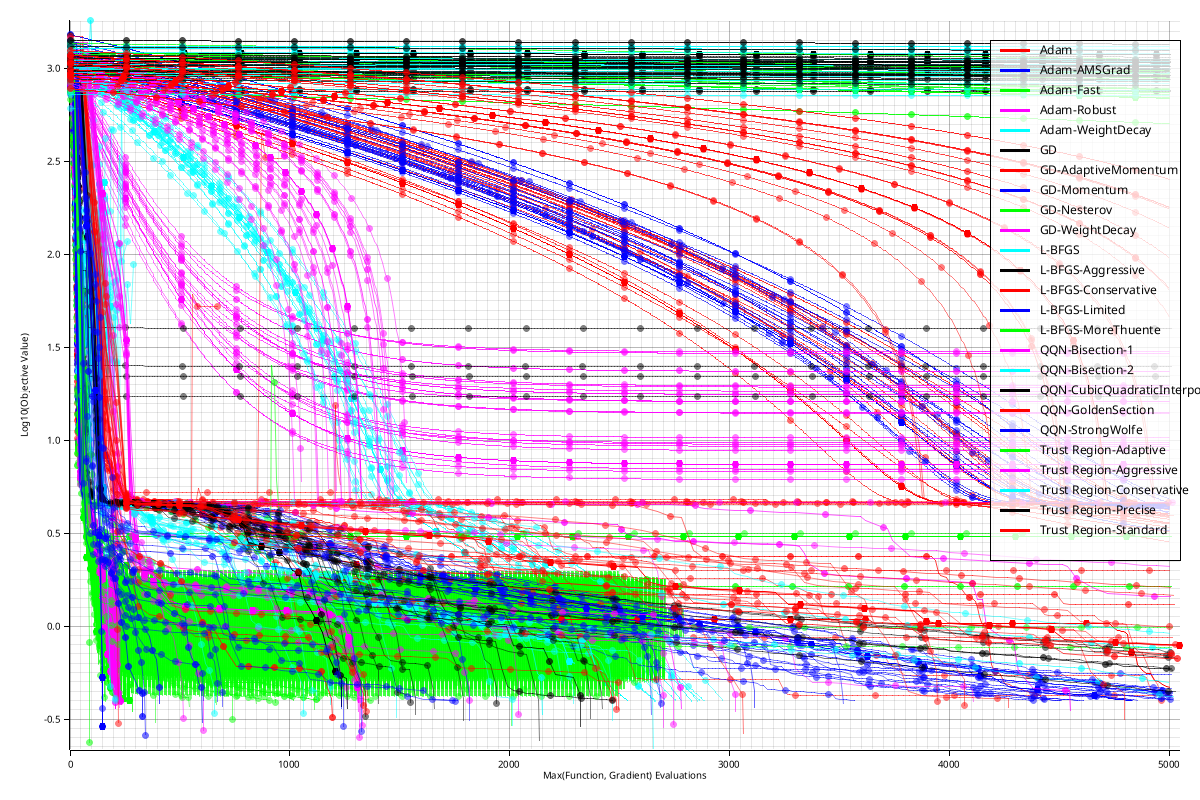 3.0
2.5
2.0
1.5
1.0
0.5
0.0
-0.5
Log10(Objective Value)
0
1000
2000
3000
4000
5000
Max(Function, Gradient) Evaluations
Adam
Adam-AMSGrad
Adam-Fast
Adam-Robust
Adam-WeightDecay
GD
GD-AdaptiveMomentum
GD-Momentum
GD-Nesterov
GD-WeightDecay
L-BFGS
L-BFGS-Aggressive
L-BFGS-Conservative
L-BFGS-Limited
L-BFGS-MoreThuente
QQN-Bisection-1
QQN-Bisection-2
QQN-CubicQuadraticInterpo
QQN-GoldenSection
QQN-StrongWolfe
Trust Region-Adaptive
Trust Region-Aggressive
Trust Region-Conservative
Trust Region-Precise
Trust Region-Standard